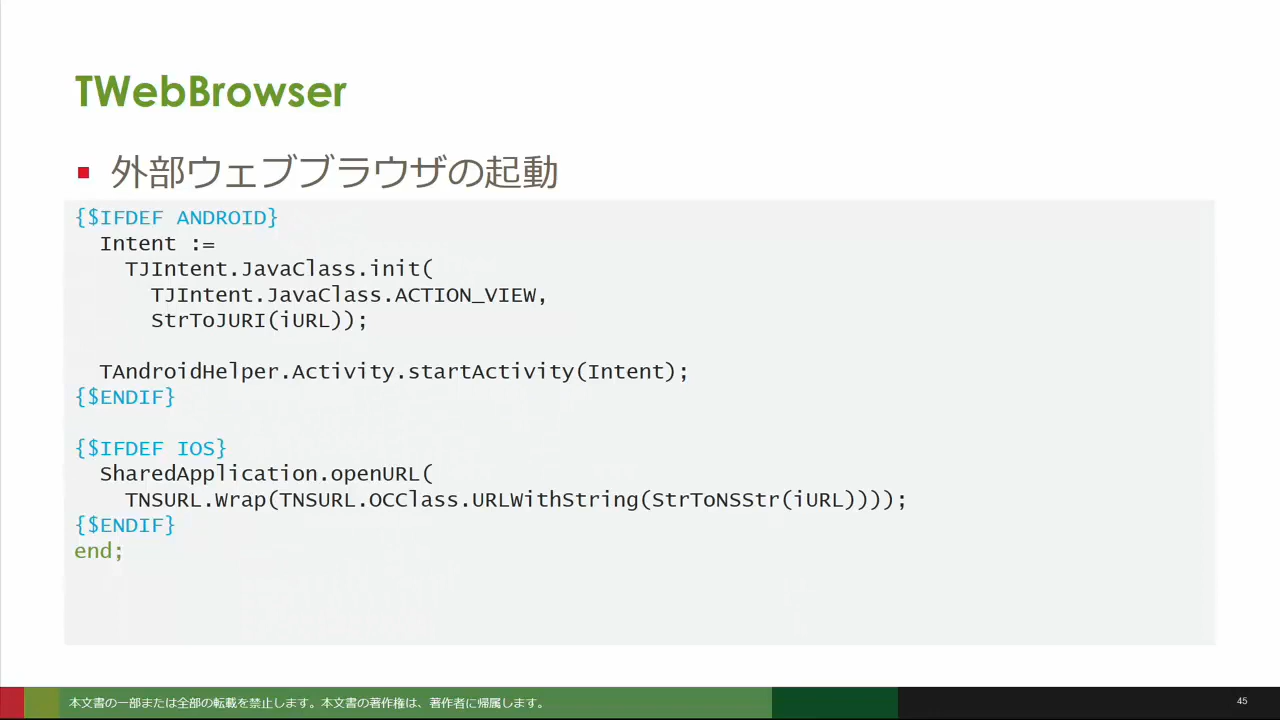 TWebBrowser
▪ 外部ウェブブラウザの起動
{$IFDEF ANDROID}
  Intent :=
    TJIntent.JavaClass.init(
      TJIntent.JavaClass.ACTION_VIEW,
      StrToJURI(iURL));

  TAndroidHelper.Activity.startActivity(Intent);
{$ENDIF}

{$IFDEF IOS}
  SharedApplication.openURL(
    TNSURL.Wrap(TNSURL.OCClass.URLWithString(StrToNSStr(iURL))));
{$ENDIF}
end;
本文書の一部または全部の転載を禁止します。本文書の著作権は、著作者に帰属します。
45